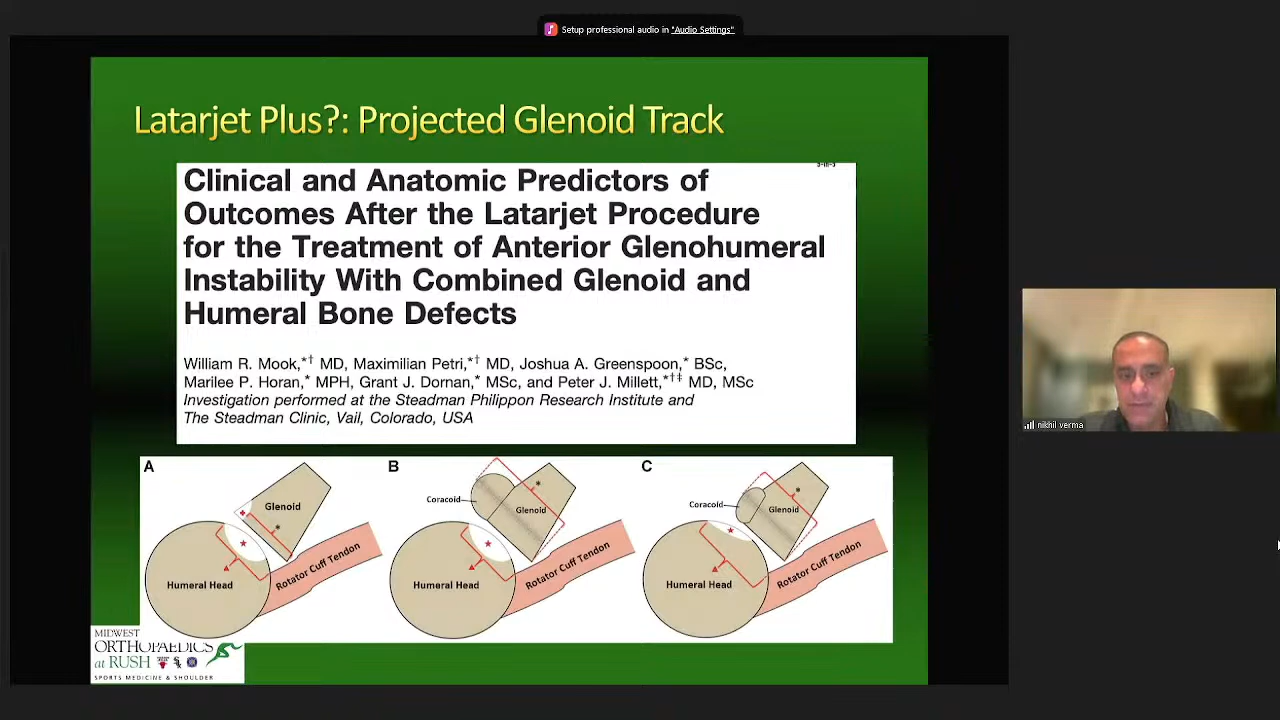 Setup professional audio in "Audio Settings"
Latarjet Plus?: Projected Glenoid Track
Clinical and Anatomic Predictors of
Outcomes After the Latarjet Procedure
for the Treatment of Anterior Glenohumeral
Instability With Combined Glenoid and
Humeral Bone Defects
William R. Mook,*† MD, Maximilian Petri,*† MD, Joshua A. Greenspoon,* BSc,
Marilee P. Horan,* MPH, Grant J. Dornan,* MSc, and Peter J. Millett,*†‡ MD, MSc
Investigation performed at the Steadman Philippon Research Institute and
The Steadman Clinic, Vail, Colorado, USA
A
Glenoid
Humeral Head
Rotator Cuff Tendon
B
Coracoid
Glenoid
Humeral Head
Rotator Cuff Tendon
C
Coracoid
Glenoid
Humeral Head
Rotator Cuff Tendon
MIDWEST
ORTHOPAEDICS
at RUSH
SPORTS MEDICINE & SHOULDER
nikhil verma